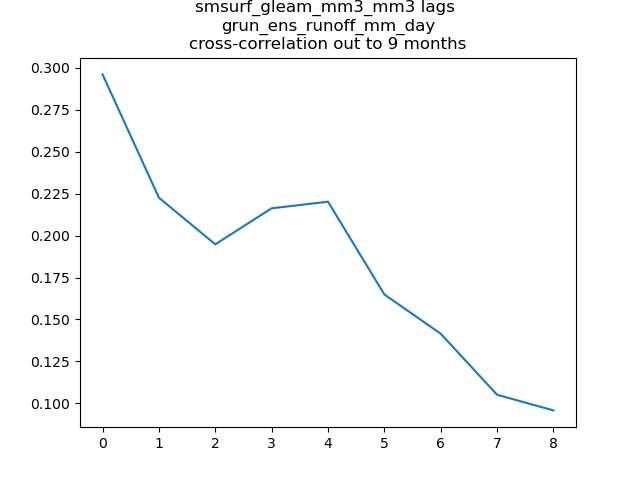 smsurf_gleam_mm3_mm3 lags
grun_ens_runoff_mm_day
cross-correlation out to 9 months
0.300
0.275
0.250
0.225
0.200
0.175
0.150
0.125
0.100
0 1 2 3 4 5 6 7 8